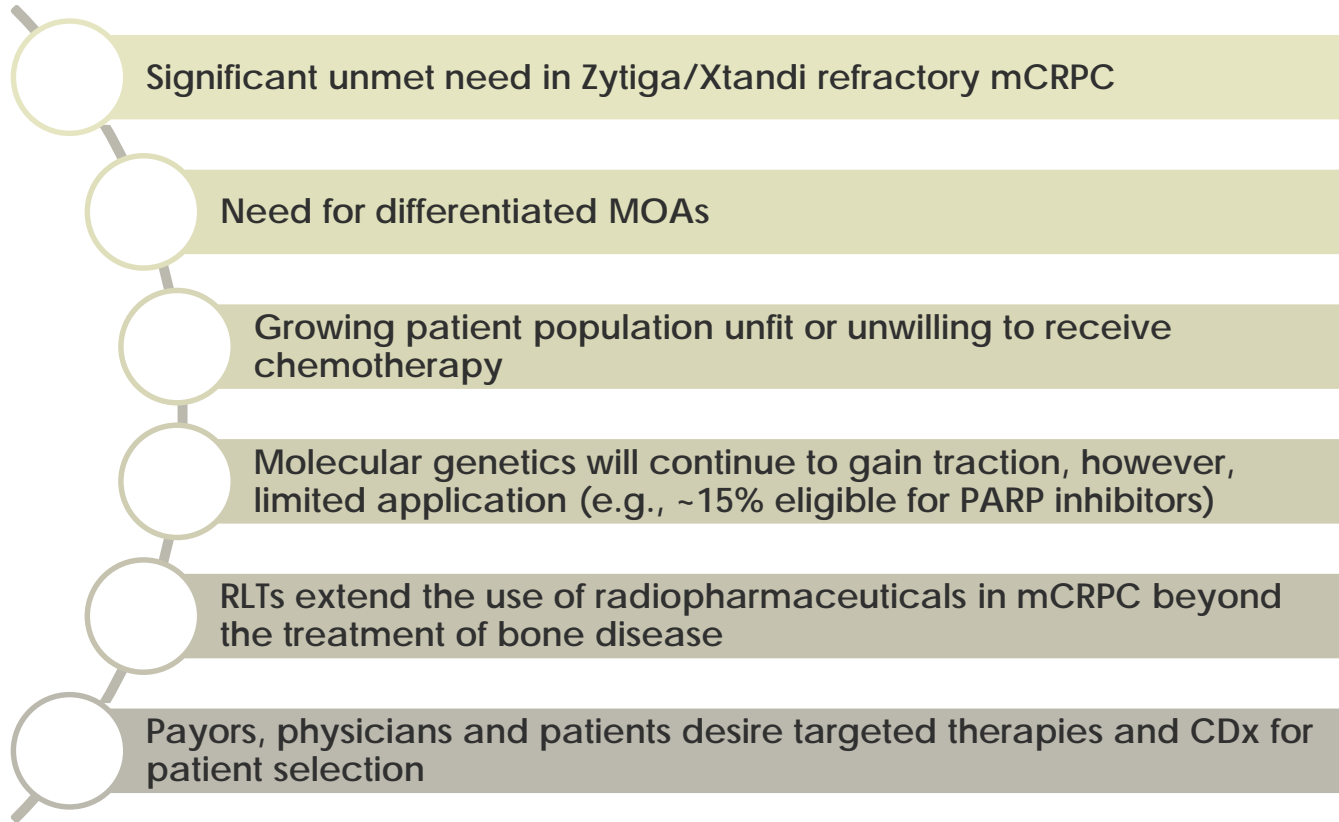 Significant unmet need in Zytiga/Xtandi refractory mCRPC
Need for differentiated MOAs
Growing patient population unfit or unwilling to receive
chemotherapy
Molecular genetics will continue to gain traction, however,
limited application (e.g., ~15% eligible for PARP inhibitors)
RLTs extend the use of radiopharmaceuticals in mCRPC beyond
the treatment of bone disease
Payors, physicians and patients desire targeted therapies and CDx for
patient selection